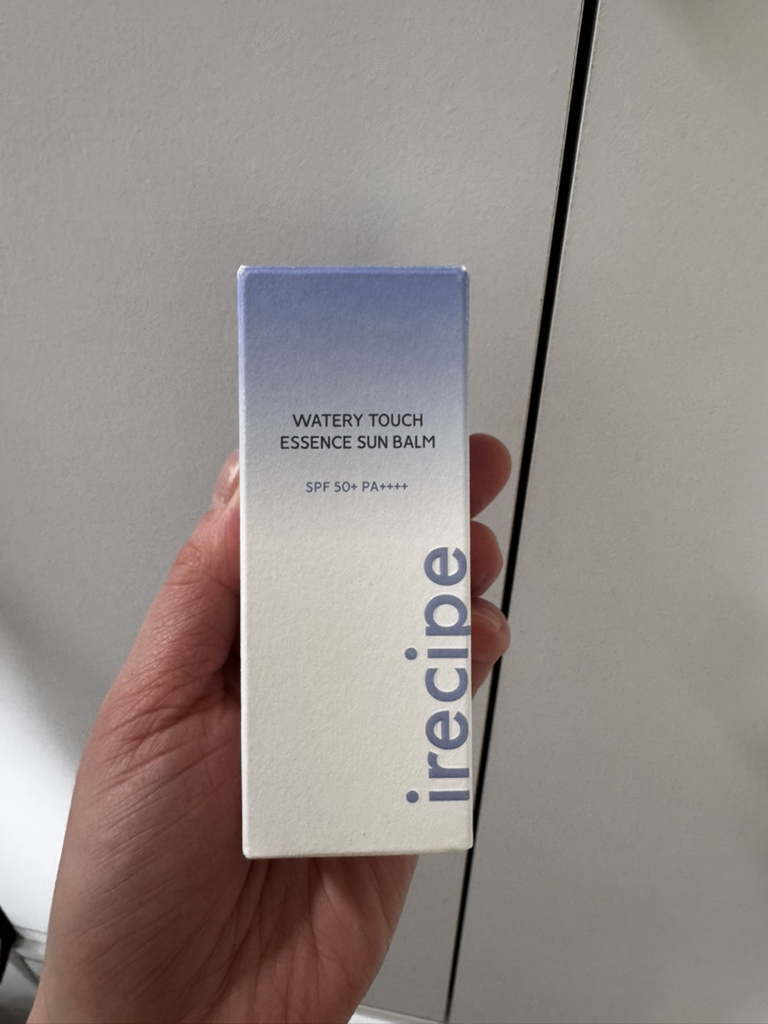 WATERY TOUCH
ESSENCE SUN BALM
SPF 50+ PA++++
irecipe